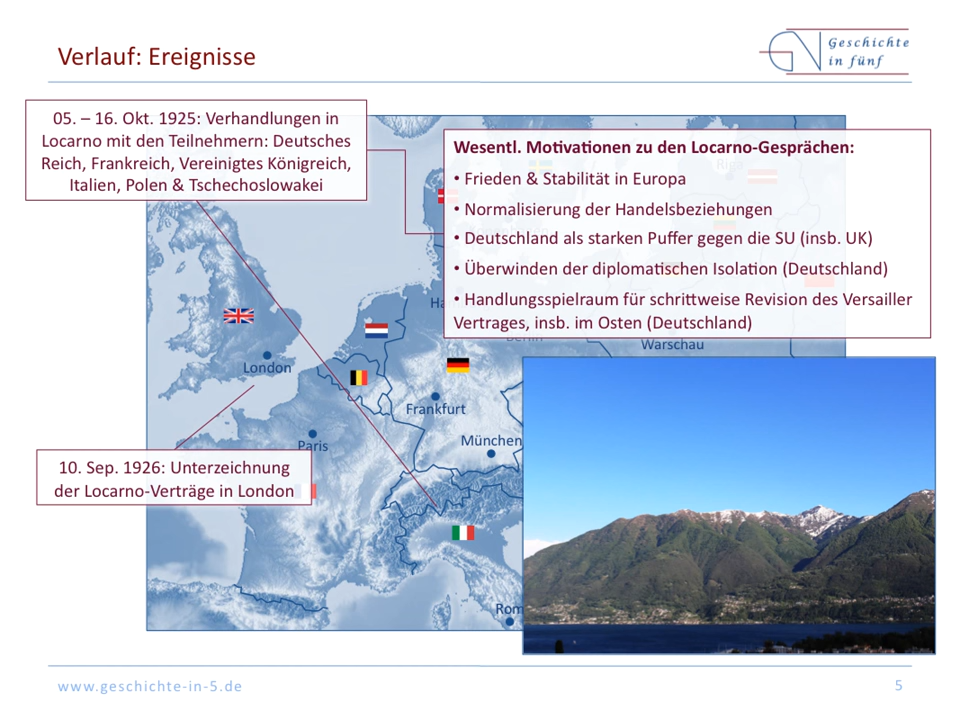 Verlauf: Ereignisse
Geschichte
in fünf
05. – 16. Okt. 1925: Verhandlungen in
Locarno mit den Teilnehmern: Deutsches
Reich, Frankreich, Vereinigtes Königreich,
Italien, Polen & Tschechoslowakei
Wesentl. Motivationen zu den Locarno-Gesprächen:
• Frieden & Stabilität in Europa
• Normalisierung der Handelsbeziehungen
• Deutschland als starken Puffer gegen die SU (insb. UK)
• Überwinden der diplomatischen Isolation (Deutschland)
• Handlungsspielraum für schrittweise Revision des Versailler
Vertrages, insb. im Osten (Deutschland)
Riga
Ha
Berlin
Warschau
London
Frankfurt
Paris
München
10. Sep. 1926: Unterzeichnung
der Locarno-Verträge in London
Rom
www.geschichte-in-5.de
5